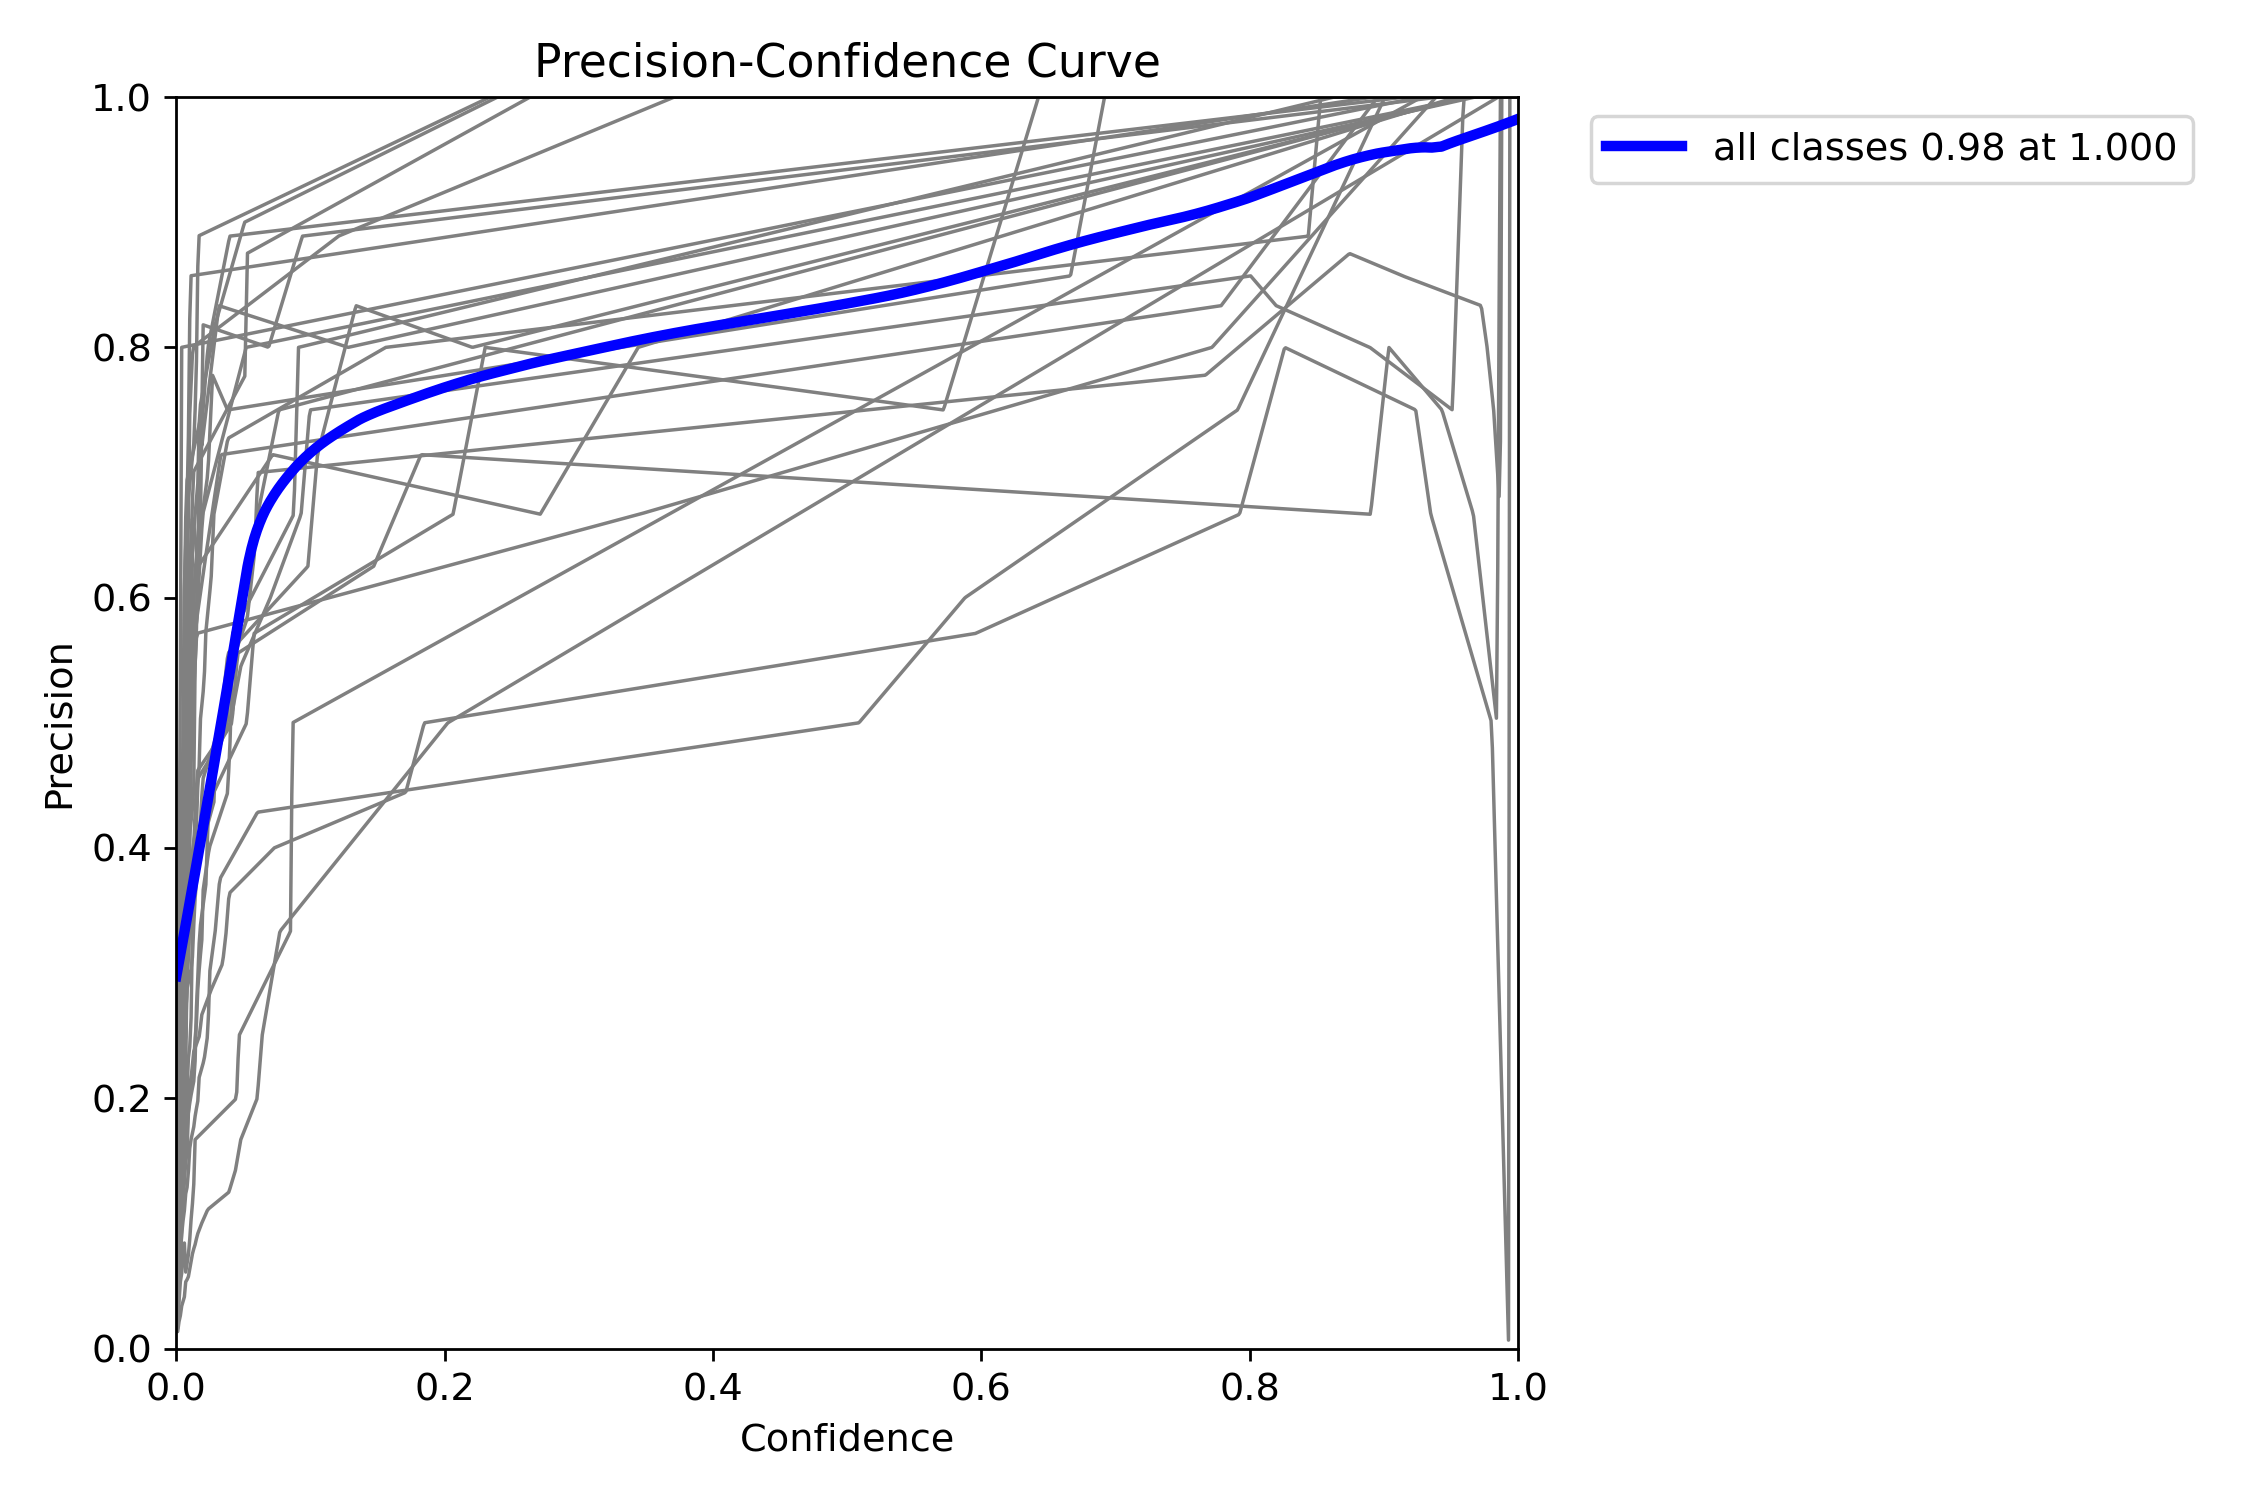 Precision-Confidence Curve
all classes 0.98 at 1.000
Precision
1.0
0.8
0.6
0.4
0.2
0.0
0.0 0.2 0.4 0.6 0.8 1.0
Confidence